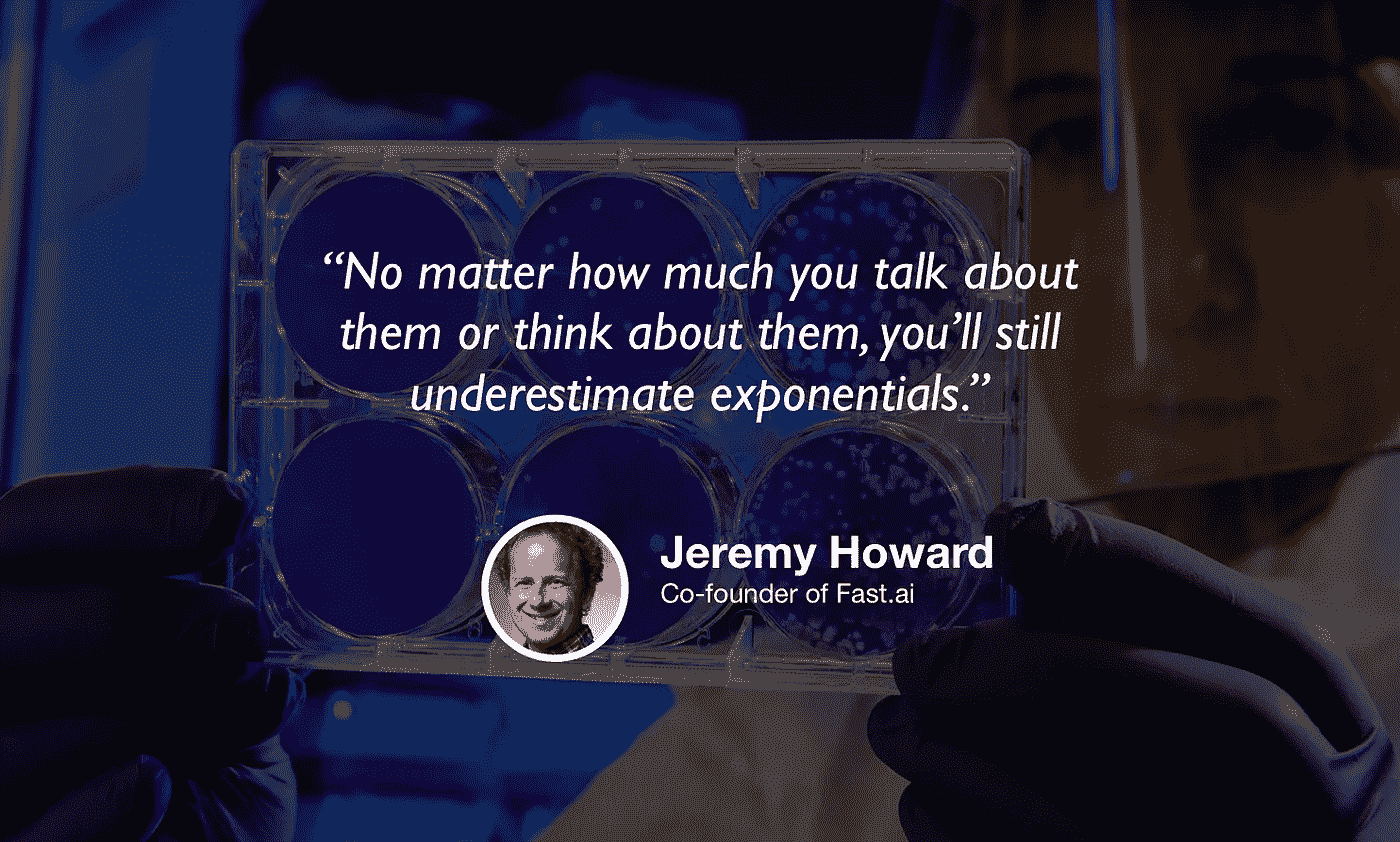 “No matter how much you talk about
them or think about them, you’ll still
underestimate exponentials.”
Jeremy Howard
Co-founder of Fast.ai